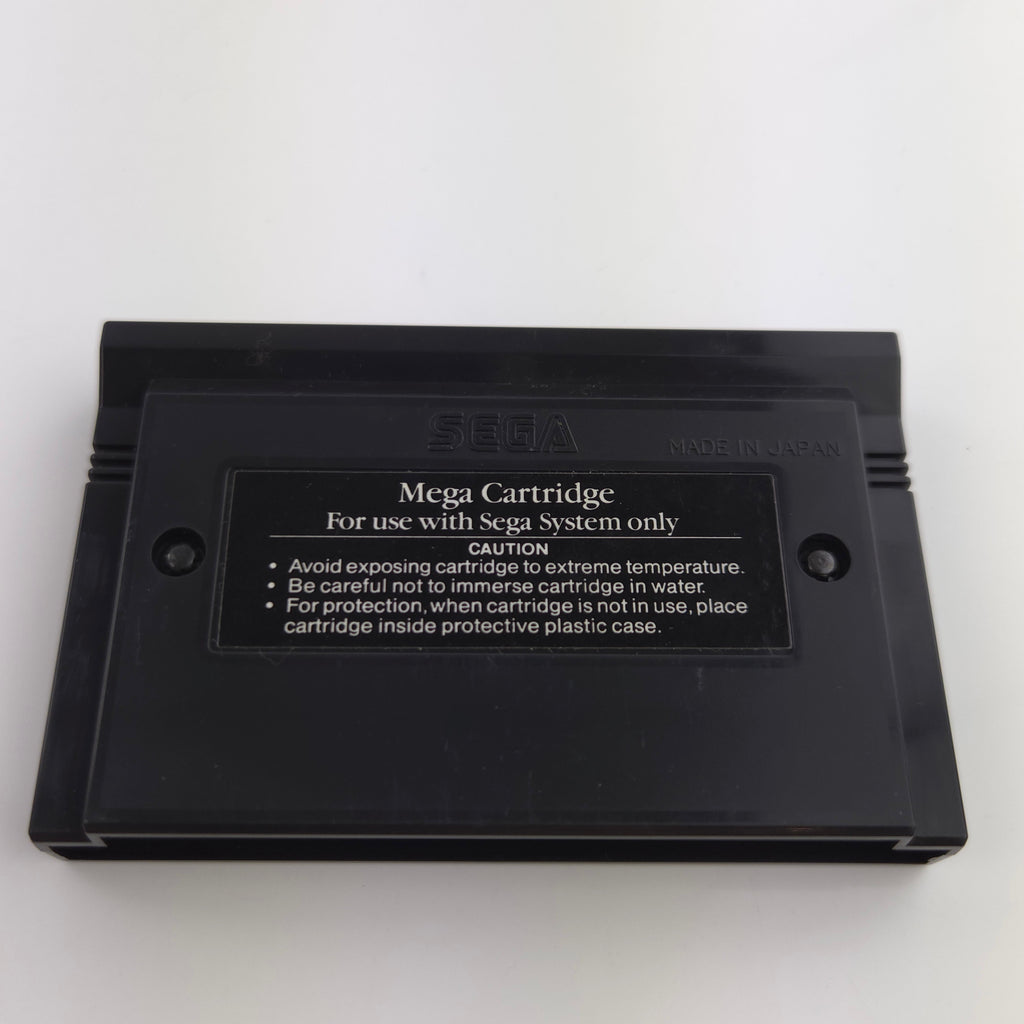 SEGA
MADE IN JAPAN
Mega Cartridge
For use with Sega System only
CAUTION
• Avoid exposing cartridge to extreme temperature.
• Be careful not to immerse cartridge in water.
• For protection, when cartridge is not in use, place
cartridge inside protective plastic case.